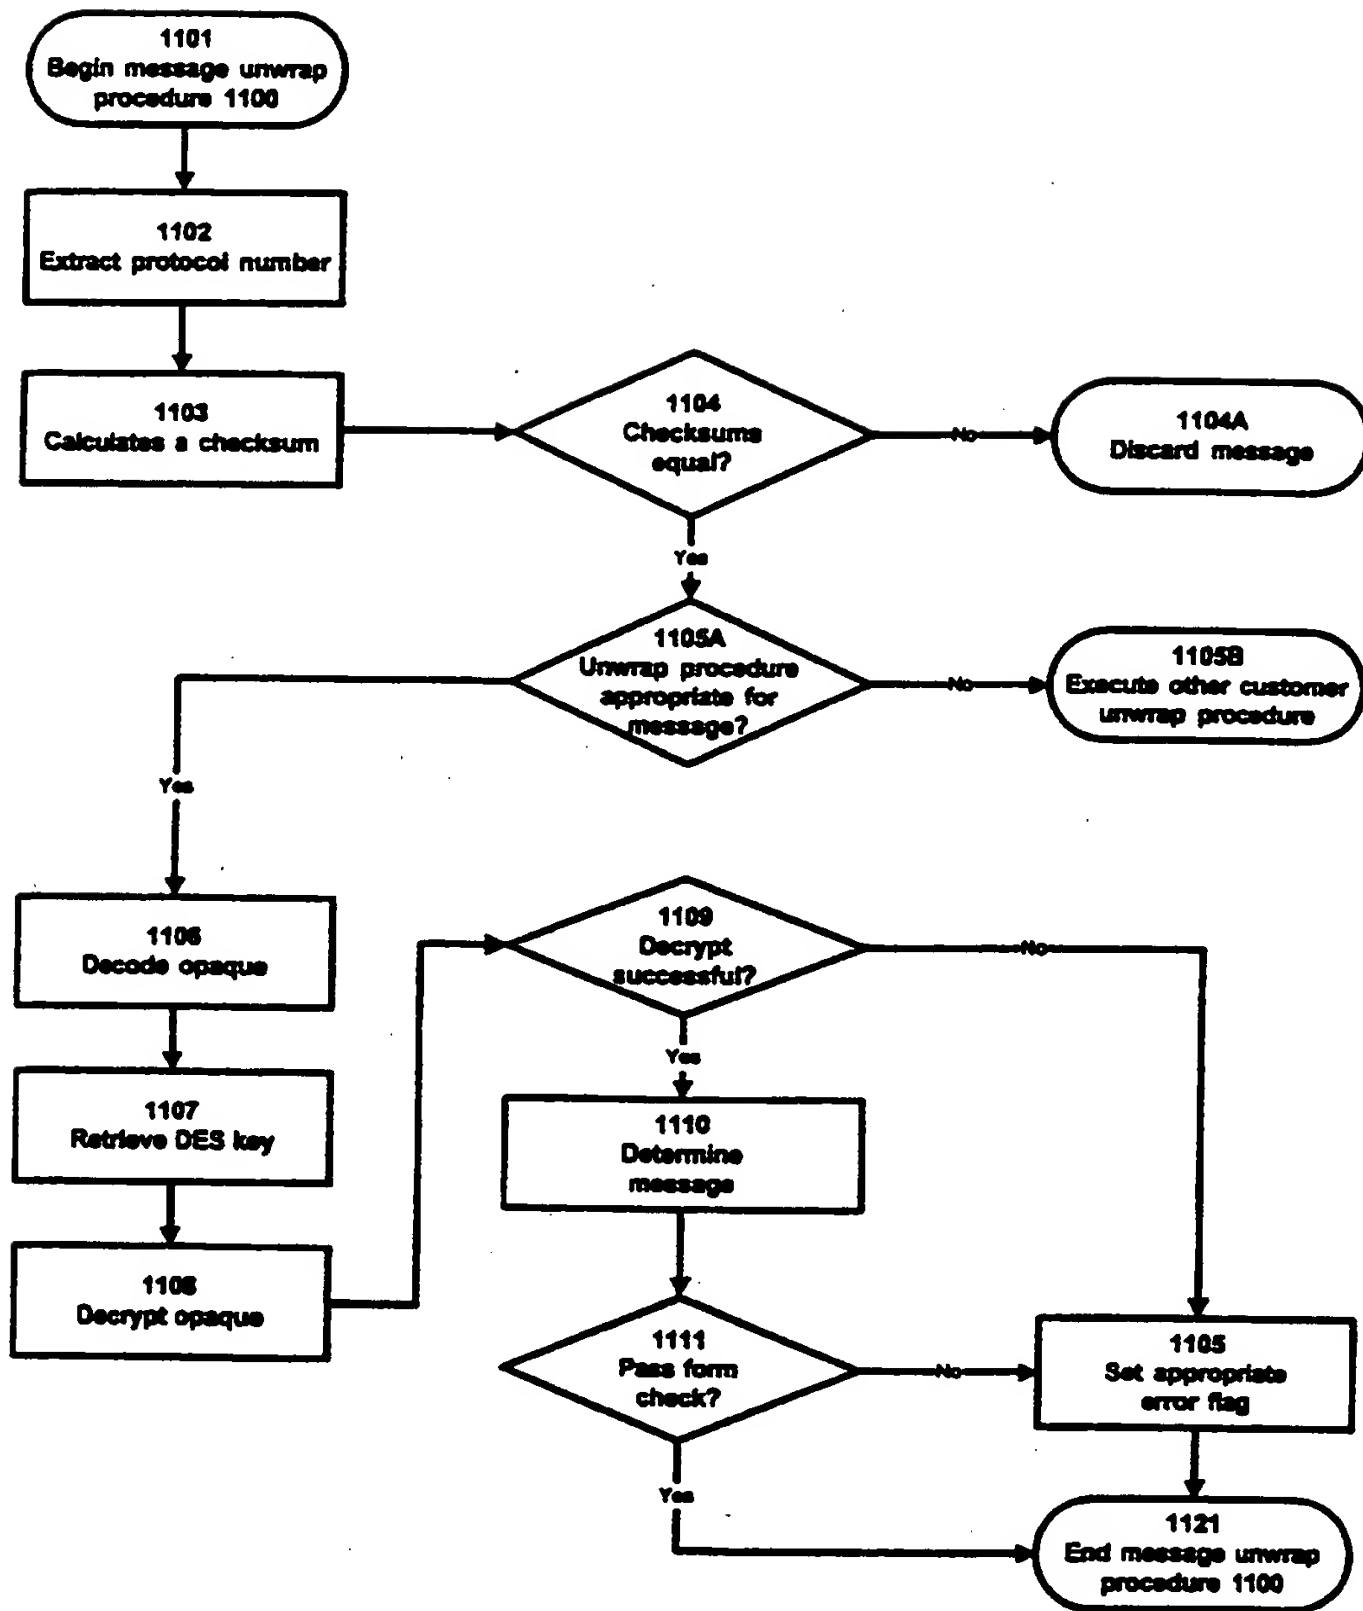 1101
Begin message unwrap
procedure 1100
1102
Extract protocol number
1103
Calculates a checksum
1104
Checksums
equal?
No
1104A
Discard message
Yes
1105A
Unwrap procedure
appropriate for
message?
No
1105B
Execute other customer
unwrap procedure
Yes
1106
Decode opaque
1107
Retrieve DES key
1108
Decrypt opaque
1109
Decrypt
successful?
No
Yes
1110
Determine
message
1111
Pass form
check?
No
1105
Set appropriate
error flag
Yes
1121
End message unwrap
procedure 1100